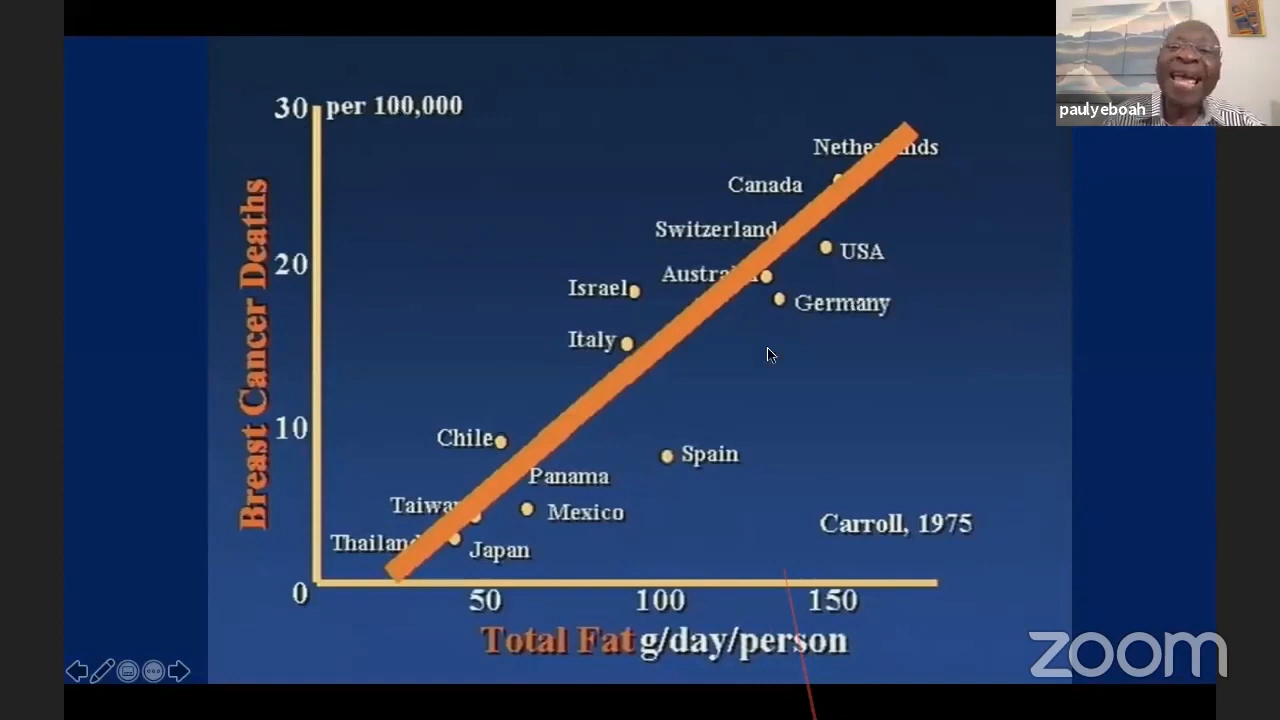 paulyeboah
30 per 100,000
Canada
Switzerland
USA
Israel
Germany
20
Italy
10
Chile
Spain
Panama
Mexico
Carroll, 1975
Japan
0
50 100 150
Total Fat g/day/person
Breast Cancer Deaths
zoom